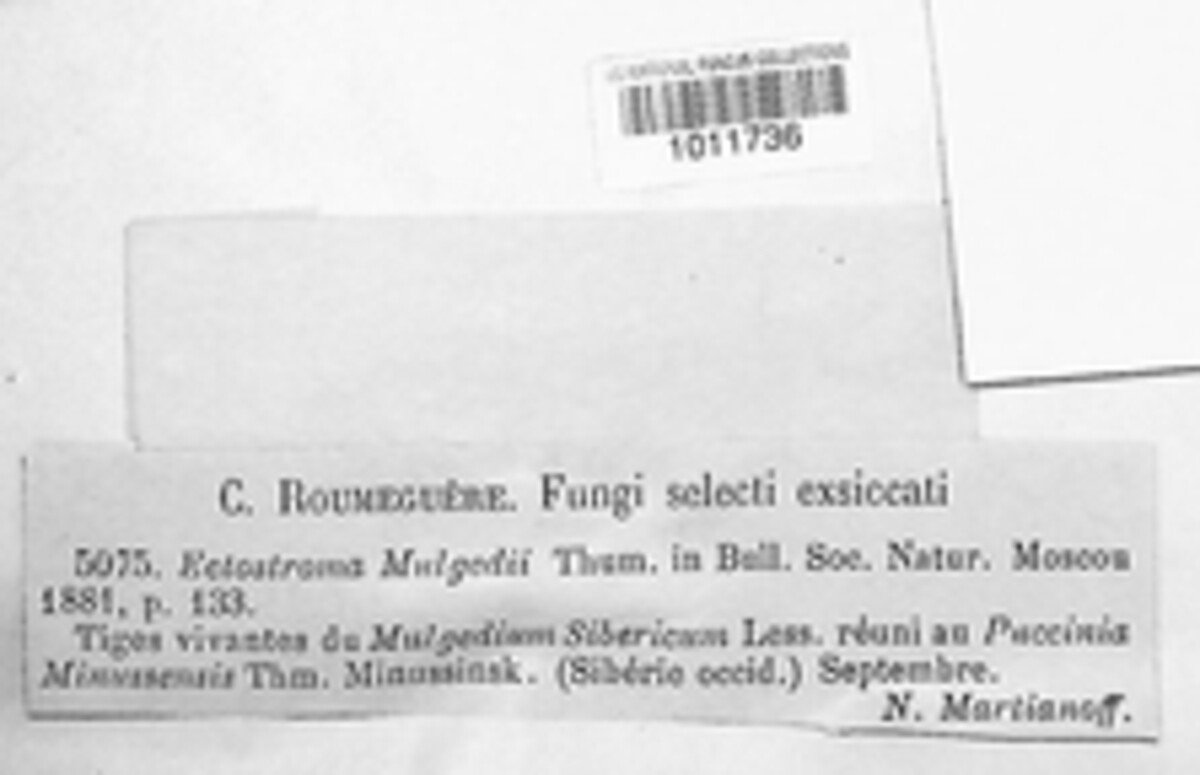 1011736
C. ROUMEGUÈRE. Fungi selecti exsiccati
5075. Ectostroma Mulgedii Thum. in Bull. Soc. Natur. Moscou
1881, p. 133.
Tiges vivantes du Mulgedium Sibericum Less. réuni au Puccinia
Minussensis Thm. Minussinsk. (Sibérie occid.) Septembre.
N. Martianoff.